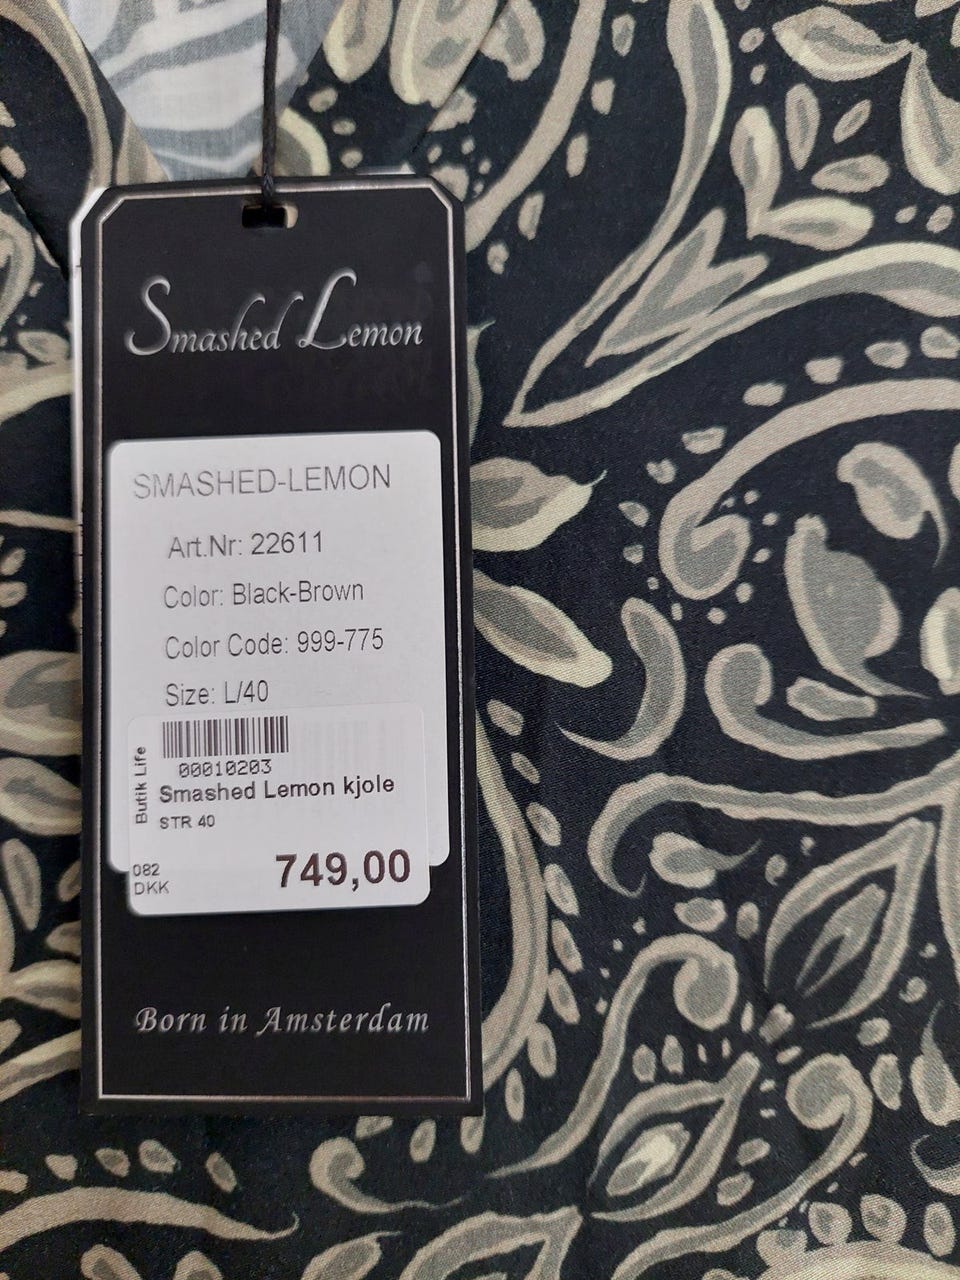 Smashed Lemon
SMASHED-LEMON
Art.Nr: 22611
Color: Black-Brown
Color Code: 999-775
Size: L/40
Butik Life
00010203
Smashed Lemon kjole
STR 40
082
DKK
749,00
Born in Amsterdam